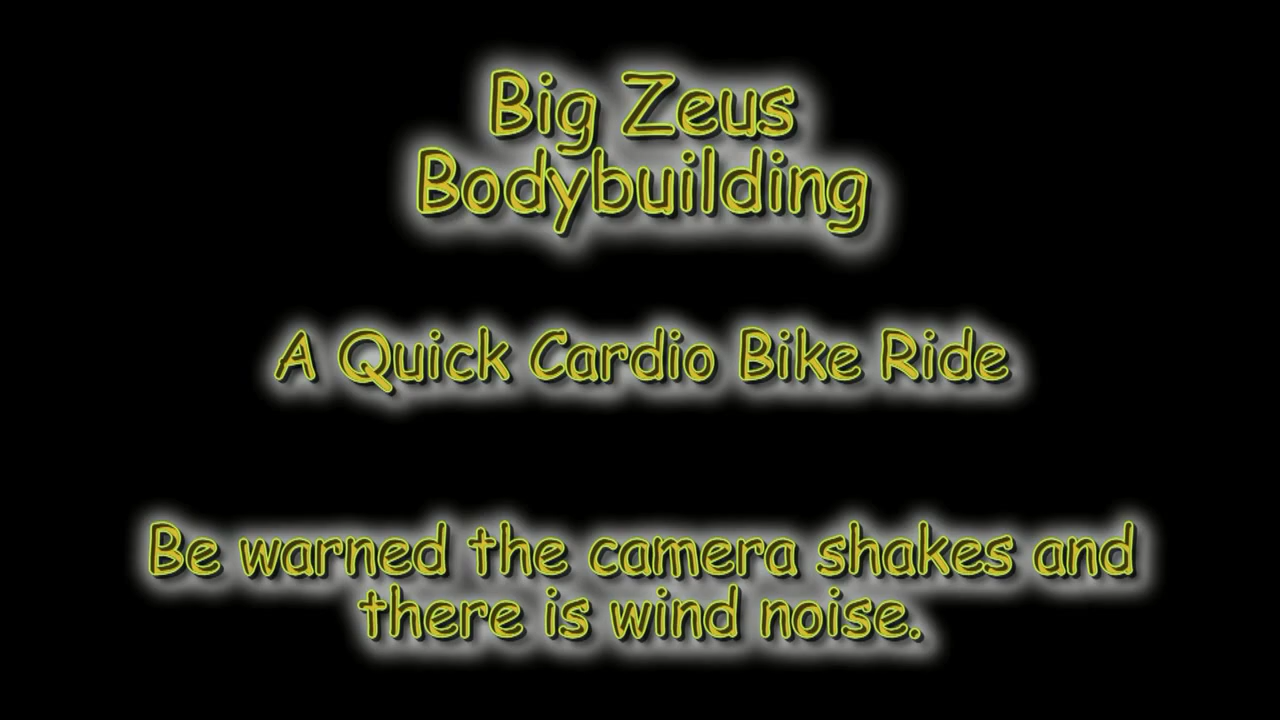 Big Zeus
Bodybuilding
A Quick Cardio Bike Ride
Be warned the camera shakes and
there is wind noise.